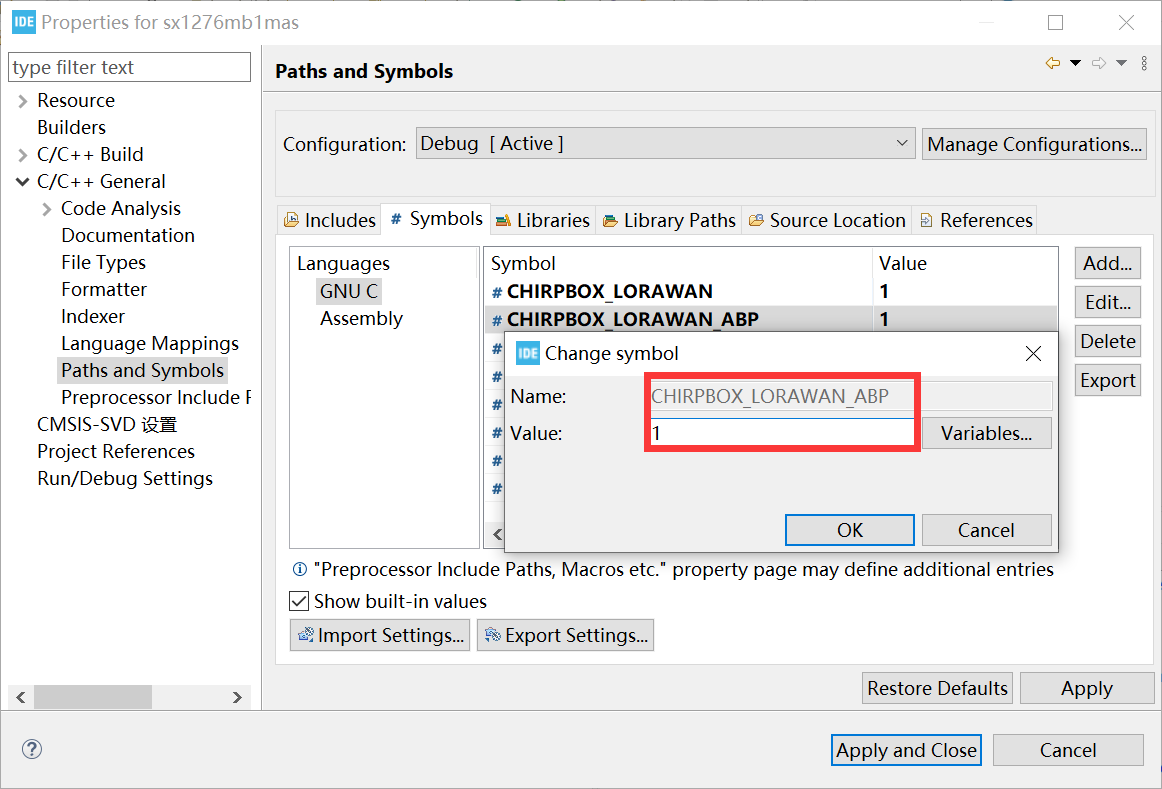 IDE Properties for sx1276mb1mas
type filter text
Resource
Builders
C/C++ Build
C/C++ General
Code Analysis
Documentation
File Types
Formatter
Indexer
Language Mappings
Paths and Symbols
Preprocessor Include
CMSIS-SVD 设置
Project References
Run/Debug Settings
Paths and Symbols
Configuration: Debug [ Active ] Manage Configurations...
Includes # Symbols Libraries Library Paths Source Location References
Languages
GNU C
Assembly
Symbol Value
# CHIRPBOX_LORAWAN 1
# CHIRPBOX_LORAWAN_ABP 1
#
#
#
#
#
#
Add...
Edit...
Delete
Export
IDE Change symbol
Name: CHIRPBOX_LORAWAN_ABP
Value: 1 Variables...
OK Cancel
"Preprocessor Include Paths, Macros etc." property page may define additional entries
Show built-in values
Import Settings... Export Settings...
Restore Defaults Apply
Apply and Close Cancel